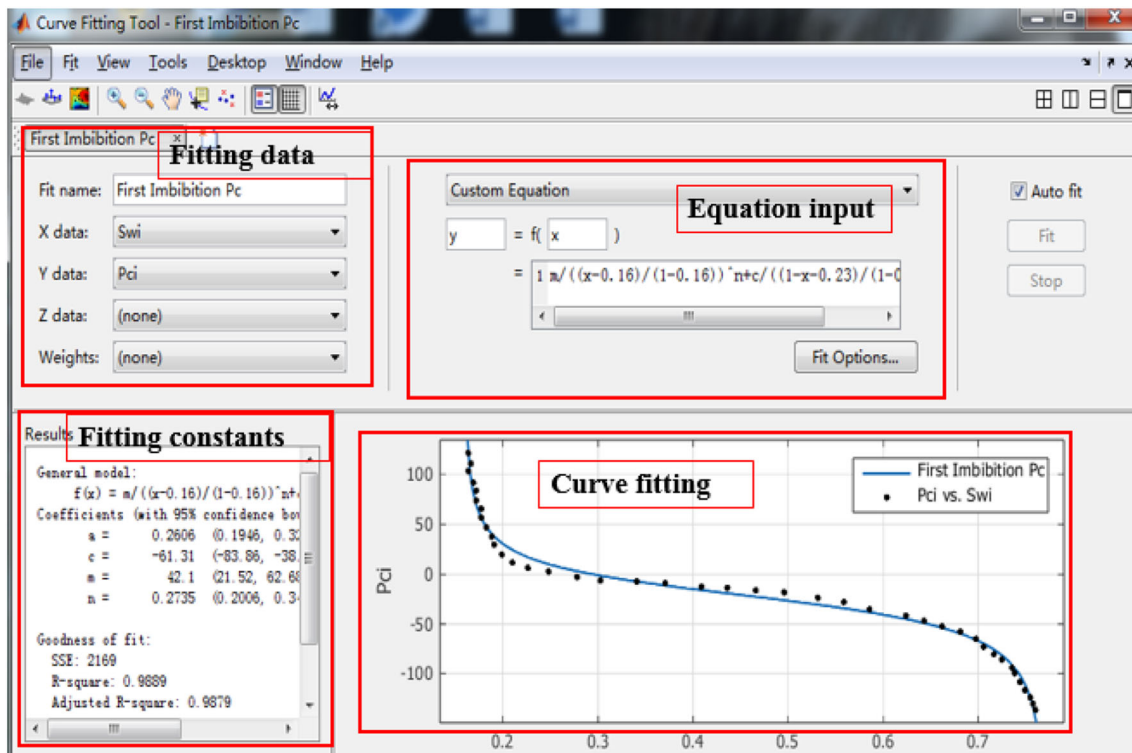 Curve Fitting Tool - First Imbibition Pc
File Fit View Tools Desktop Window Help
First Imbibition Pc
Fitting data
Fit name: First Imbibition Pc
X data: Swi
Y data: Pci
Z data: (none)
Weights: (none)
Custom Equation
Equation input
y = f( x )
= 1 m/((x-0.16)/(1-0.16))^n+c/((1-x-0.23)/(1-0
Fit Options...
Auto fit
Fit
Stop
Results
Fitting constants
General model:
f(x) = m/((x-0.16)/(1-0.16))^n+
Coefficients (with 95% confidence bou
a = 0.2606 (0.1946, 0.32
c = -61.31 (-83.86, -38.
m = 42.1 (21.52, 62.68
n = 0.2735 (0.2006, 0.34
Goodness of fit:
SSE: 2169
R-square: 0.9889
Adjusted R-square: 0.9879
Curve fitting
First Imbibition Pc
Pci vs. Swi
Pci
100
50
0
-50
-100
0.2 0.3 0.4 0.5 0.6 0.7